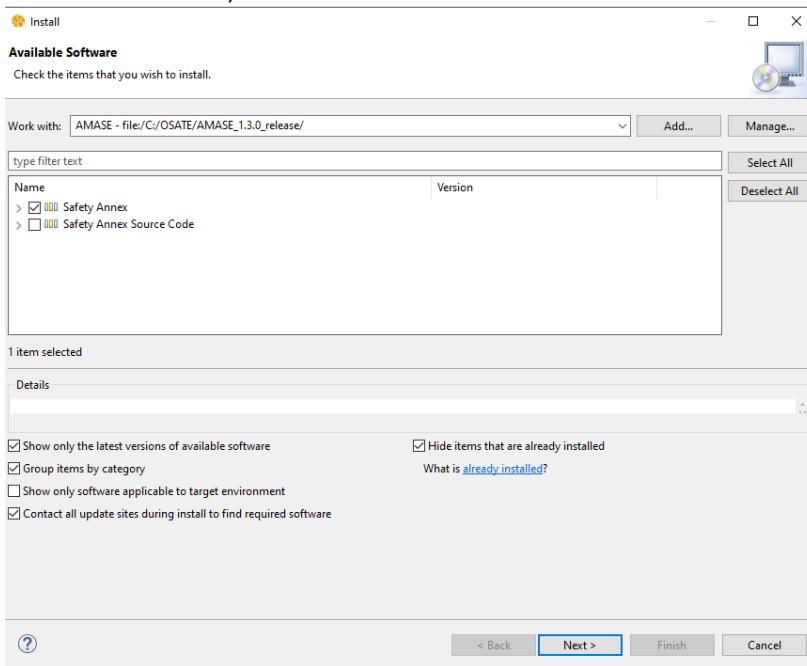 Install
Available Software
Check the items that you wish to install.
Work with: AMASE - file:/C:/OSATE/AMASE_1.3.0_release/ Add... Manage...
type filter text Select All
Name Version Deselect All
Safety Annex
Safety Annex Source Code
1 item selected
Details
Show only the latest versions of available software Hide items that are already installed
Group items by category What is already installed?
Show only software applicable to target environment
Contact all update sites during install to find required software
? < Back Next > Finish Cancel